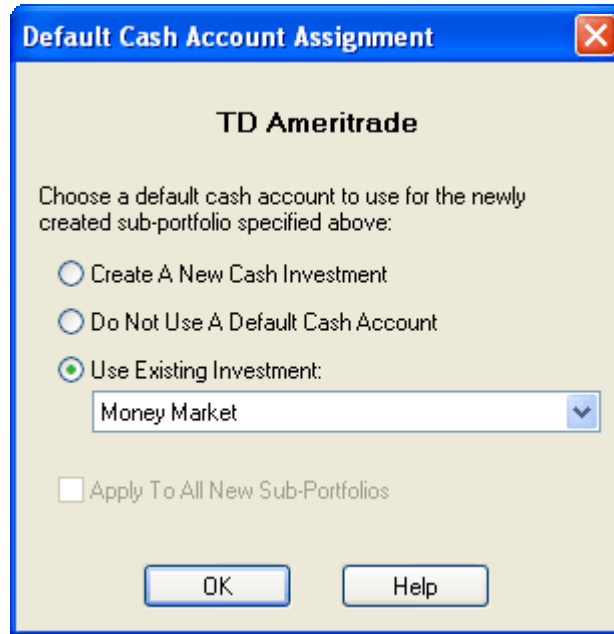 Default Cash Account Assignment
TD Ameritrade
Choose a default cash account to use for the newly
created sub-portfolio specified above:
Create A New Cash Investment
Do Not Use A Default Cash Account
Use Existing Investment:
Money Market
Apply To All New Sub-Portfolios
OK
Help